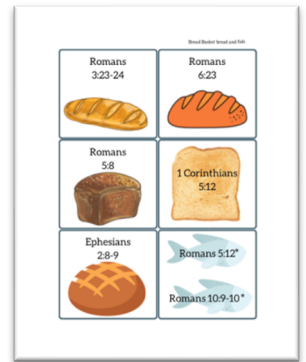 Bread Basket bread and fish
Romans
3:23-24
Romans
6:23
Romans
5:8
1 Corinthians
5:12
Ephesians
2:8-9
Romans 5:12*
Romans 10:9-10 *